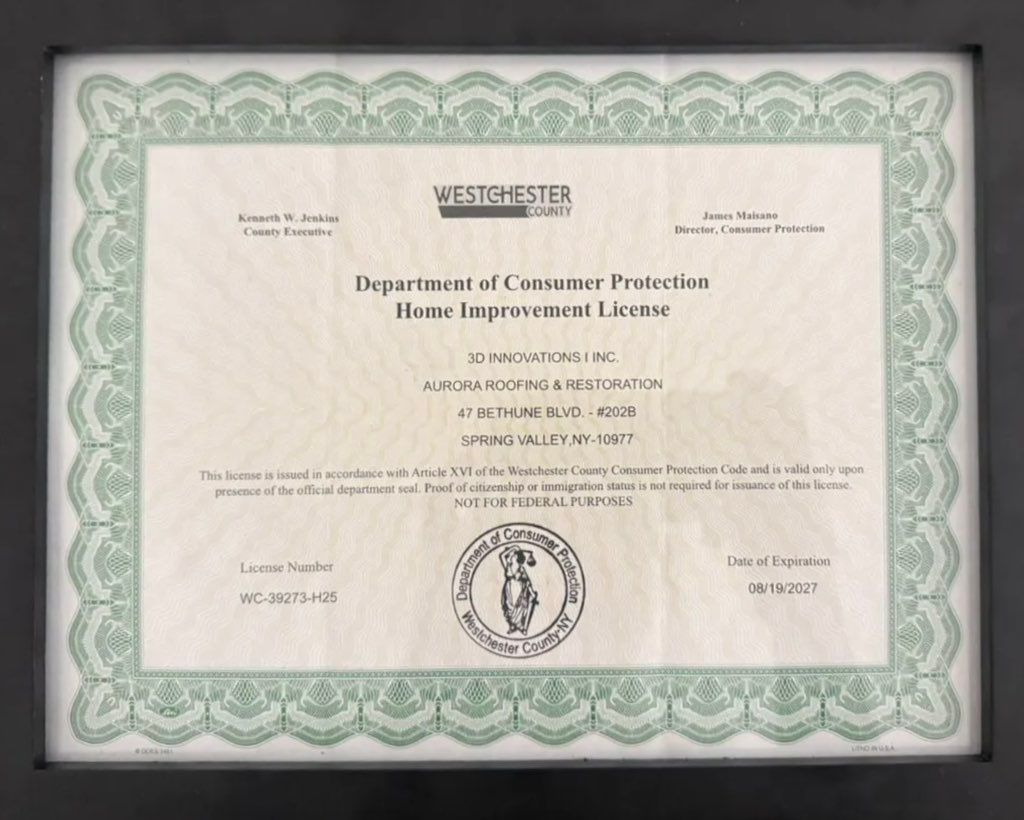 WESTCHESTER
COUNTY
Kenneth W. Jenkins
County Executive
James Maisano
Director, Consumer Protection
Department of Consumer Protection
Home Improvement License
3D INNOVATIONS I INC.
AURORA ROOFING & RESTORATION
47 BETHUNE BLVD. - #202B
SPRING VALLEY,NY-10977
This license is issued in accordance with Article XVI of the Westchester County Consumer Protection Code and is valid only upon
presence of the official department seal. Proof of citizenship or immigration status is not required for issuance of this license.
NOT FOR FEDERAL PURPOSES
License Number
WC-39273-H25
Department of Consumer Protection
Westchester County-NY
Date of Expiration
08/19/2027
LITHO IN U.S.A.